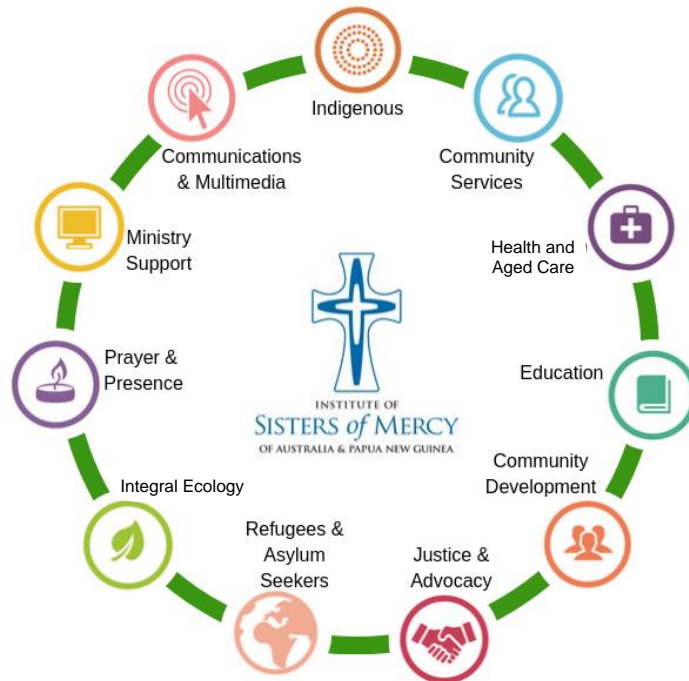 Indigenous
Communications
& Multimedia
Community
Services
Ministry
Support
Health and
Aged Care
Prayer &
Presence
Education
INSTITUTE OF
SISTERS of MERCY
OF AUSTRALIA & PAPUA NEW GUINEA
Integral Ecology
Community
Development
Refugees &
Asylum
Seekers
Justice &
Advocacy